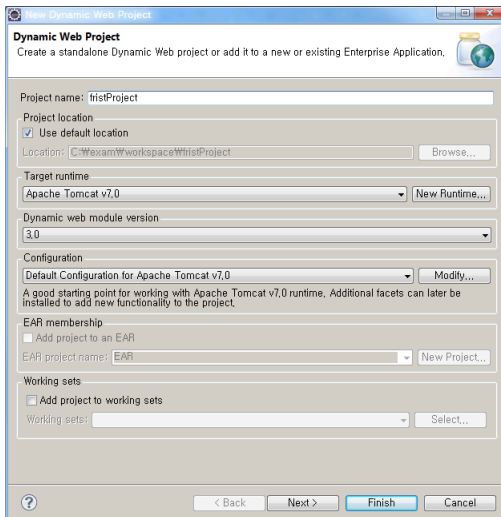 New Dynamic Web Project
Dynamic Web Project
Create a standalone Dynamic Web project or add it to a new or existing Enterprise Application.
Project name: fristProject
Project location
Use default location
Location: C:₩exam₩workspace₩fristProject Browse...
Target runtime
Apache Tomcat v7.0 New Runtime...
Dynamic web module version
3.0
Configuration
Default Configuration for Apache Tomcat v7.0 Modify...
A good starting point for working with Apache Tomcat v7.0 runtime. Additional facets can later be
installed to add new functionality to the project.
EAR membership
Add project to an EAR
EAR project name: EAR New Project...
Working sets
Add project to working sets
Working sets: Select...
? < Back Next > Finish Cancel